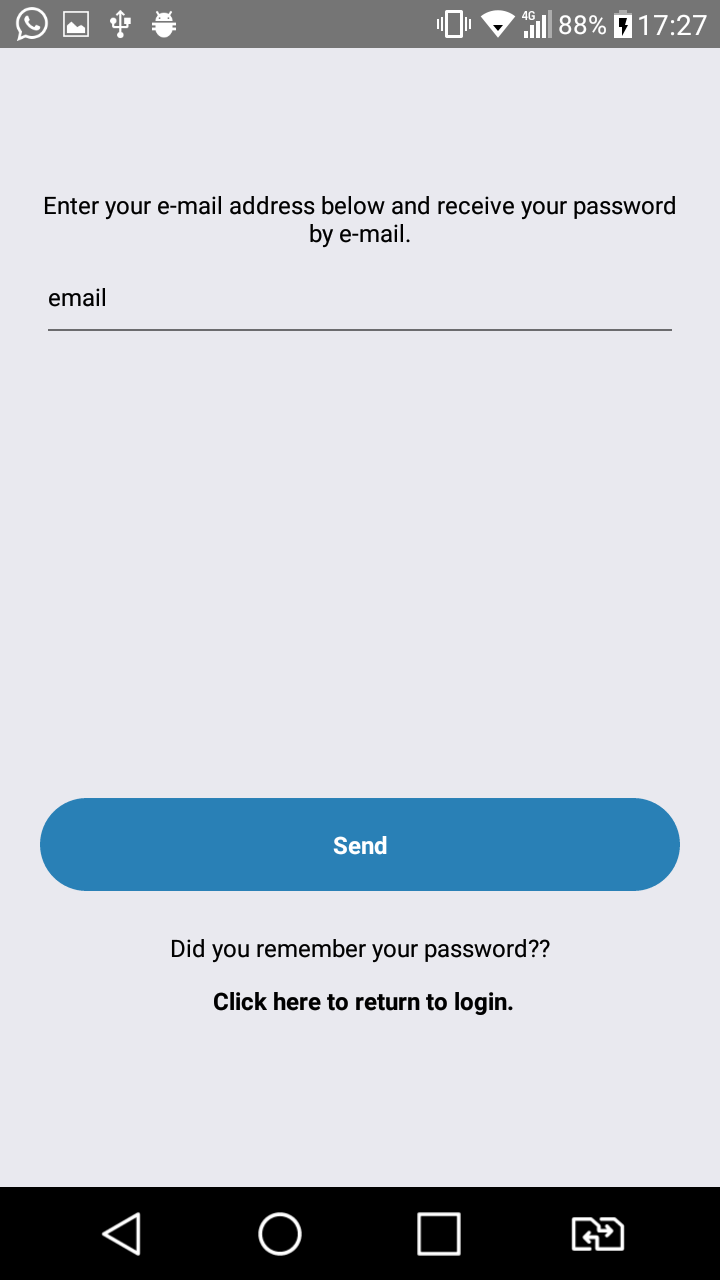 4G 88% 17:27
Enter your e-mail address below and receive your password
by e-mail.
email
Send
Did you remember your password??
Click here to return to login.